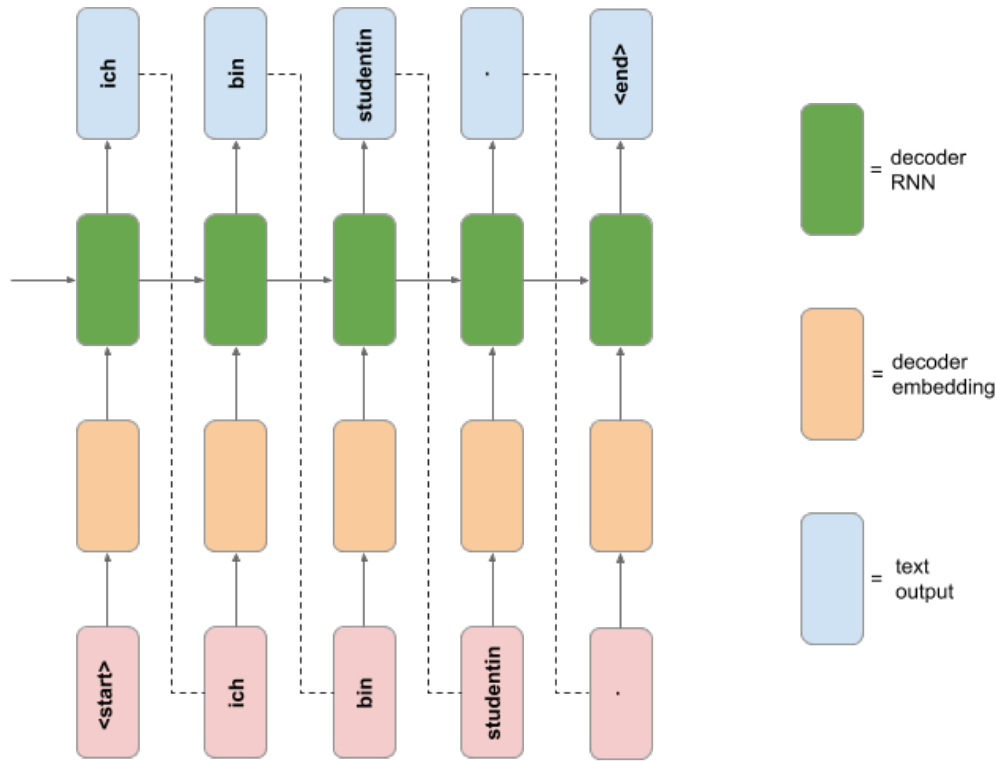 ich
bin
studentin
.
<end>
= decoder
RNN
= decoder
embedding
= text
output
<start>
ich
bin
studentin
.